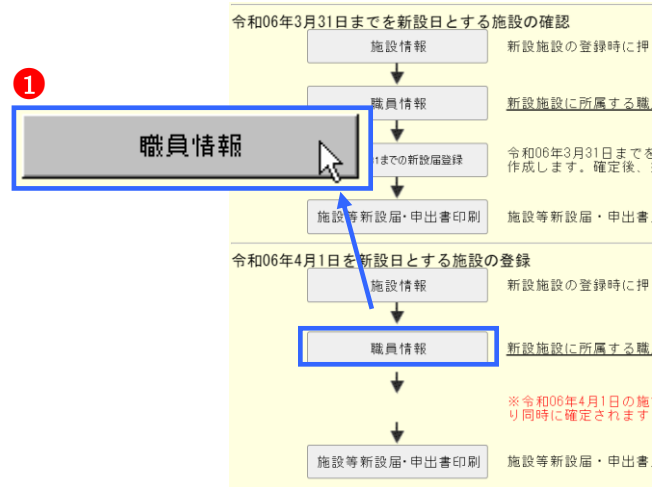 令和06年3月31日までを新設日とする施設の確認
施設情報
新設施設の登録時に押
1
職員情報
新設施設に所属する職
職員情報
までの新設届登録
令和06年3月31日までを
作成します。確定後、
施設等新設届・申出書印刷
施設等新設届・申出書
令和06年4月1日を新設日とする施設の登録
施設情報
新設施設の登録時に押
職員情報
新設施設に所属する職
※令和06年4月1日の施
り同時に確定されます
施設等新設届・申出書印刷
施設等新設届・申出書